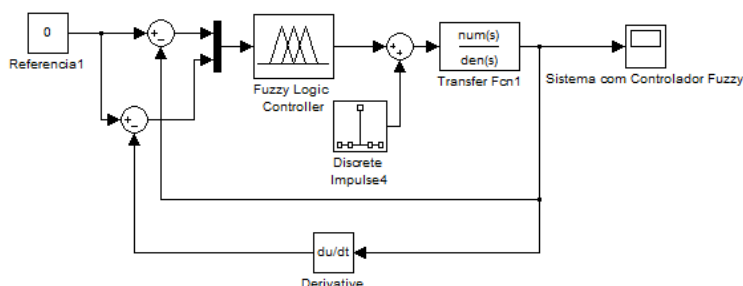 0
Referencia1
Fuzzy Logic
Controller
num(s)
den(s)
Transfer Fcn1
Sistema com Controlador Fuzzy
Discrete
Impulse4
du/dt
Derivative